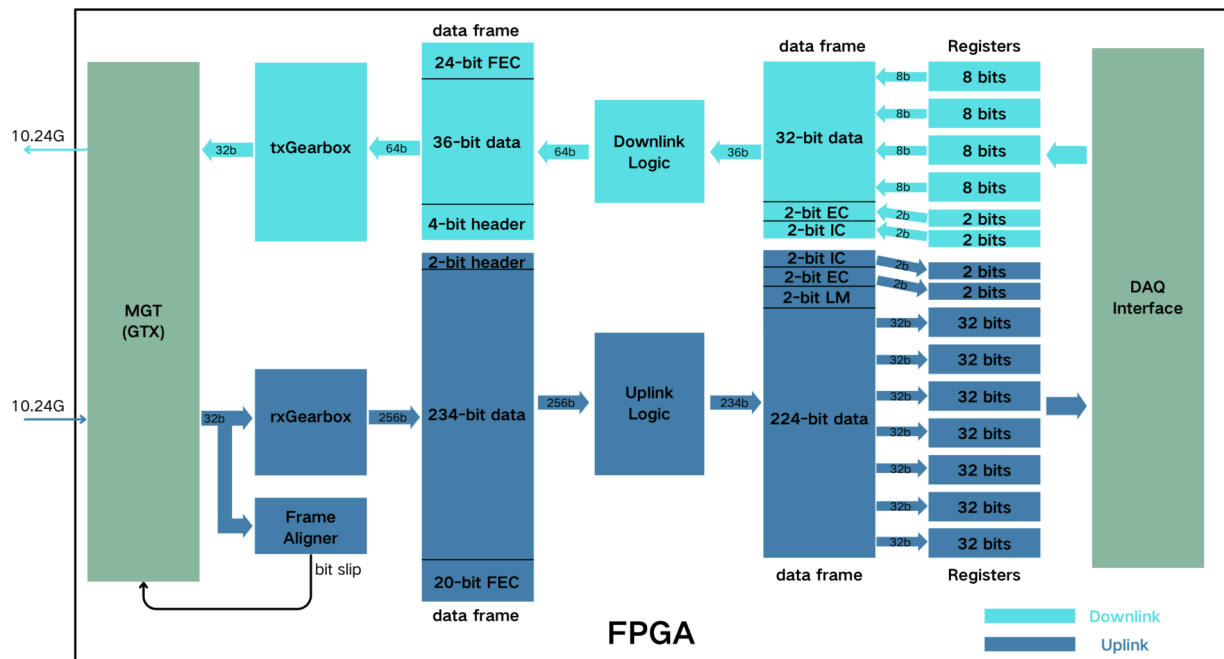 data frame
24-bit FEC
36-bit data
4-bit header
2-bit header
234-bit data
20-bit FEC
data frame
10.24G
10.24G
MGT
(GTX)
32b
txGearbox
64b
32b
rxGearbox
256b
Frame
Aligner
bit slip
64b
Downlink
Logic
36b
256b
Uplink
Logic
234b
data frame
32-bit data
2-bit EC
2-bit IC
2-bit IC
2-bit EC
2-bit LM
224-bit data
data frame
8b
8b
8b
8b
2b
2b
2b
2b
32b
32b
32b
32b
32b
32b
32b
Registers
8 bits
8 bits
8 bits
8 bits
2 bits
2 bits
2 bits
2 bits
32 bits
32 bits
32 bits
32 bits
32 bits
32 bits
32 bits
Registers
DAQ
Interface
FPGA
Downlink
Uplink